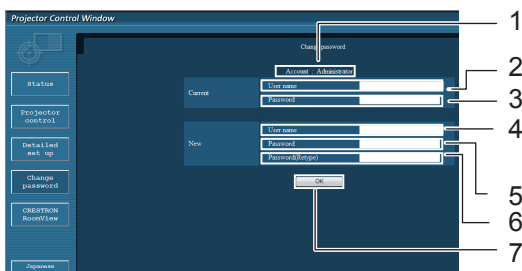 Projector Control Window
Change password
Account : Administrator
Current
User name
Password
New
User name
Password
Password(Retype)
OK
Status
Projector control
Detailed set up
Change password
CRESTRON RoomView
Japanese
1
2
3
4
5
6
7